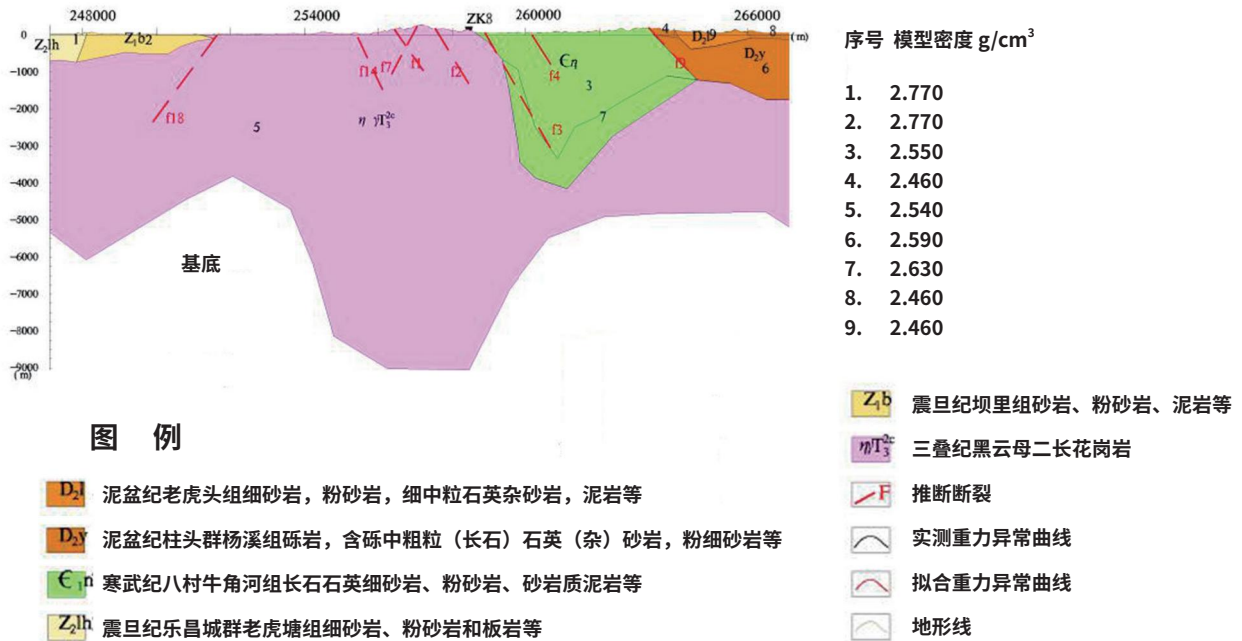 248000 254000 260000 266000
ZK8
Z₂lh 1 Z₁b2 4 D₂l9 8 (m)
D₂y
6
0
-1000
-2000
-3000
-4000
-5000
-6000
-7000
-8000
-9000
(m)
f18 f14 f7 f1 f2 f4 f3 f9
Єη
3
7
5
η γT₃²ᶜ
基底
序号 模型密度 g/cm³
1. 2.770
2. 2.770
3. 2.550
4. 2.460
5. 2.540
6. 2.590
7. 2.630
8. 2.460
9. 2.460
图 例
D₂l 泥盆纪老虎头组细砂岩，粉砂岩，细中粒石英杂砂岩，泥岩等
D₂y 泥盆纪柱头群杨溪组砾岩，含砾中粗粒（长石）石英（杂）砂岩，粉细砂岩等
Є₁n 寒武纪八村牛角河组长石石英细砂岩、粉砂岩、砂岩质泥岩等
Z₂lh 震旦纪乐昌城群老虎塘组细砂岩、粉砂岩和板岩等
Z₁b 震旦纪坝里组砂岩、粉砂岩、泥岩等
ηγT₃²ᶜ 三叠纪黑云母二长花岗岩
F 推断断裂
实测重力异常曲线
拟合重力异常曲线
地形线